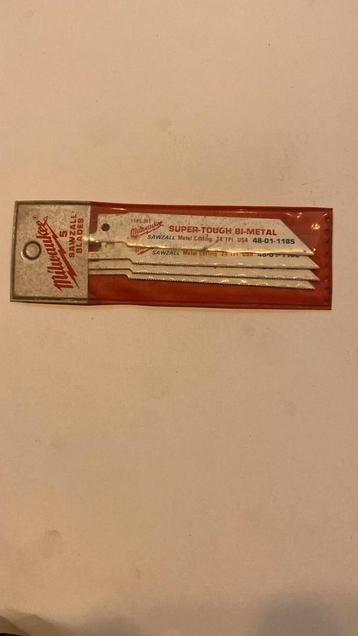 Milwaukee
5
SAWZALL
BLADES
Milwaukee SUPER-TOUGH BI-METAL
SAWZALL Metal Cutting 24 TPI USA 48-01-1185
SAWZALL Metal Cutting 24 TPI USA